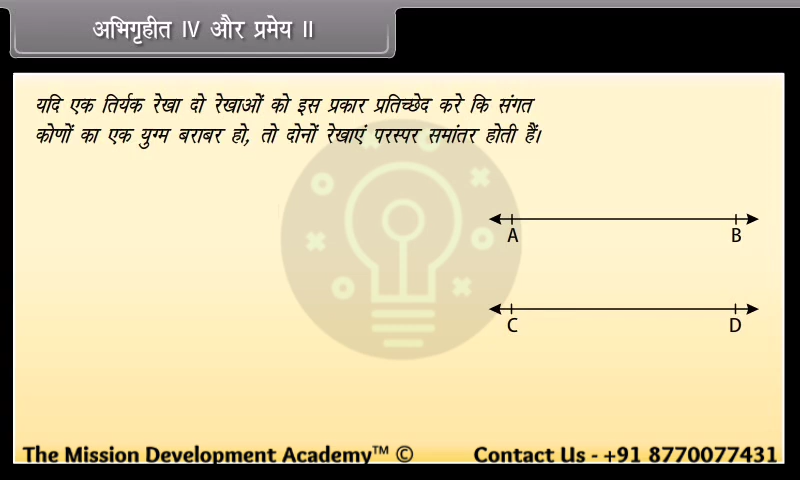 अभिगृहीत IV और प्रमेय II
यदि एक तिर्यक रेखा दो रेखाओं को इस प्रकार प्रतिच्छेद करे कि संगत
कोणों का एक युग्म बराबर हो, तो दोनों रेखाएं परस्पर समांतर होती हैं।
A B
C D
The Mission Development Academy™ © Contact Us - +91 8770077431